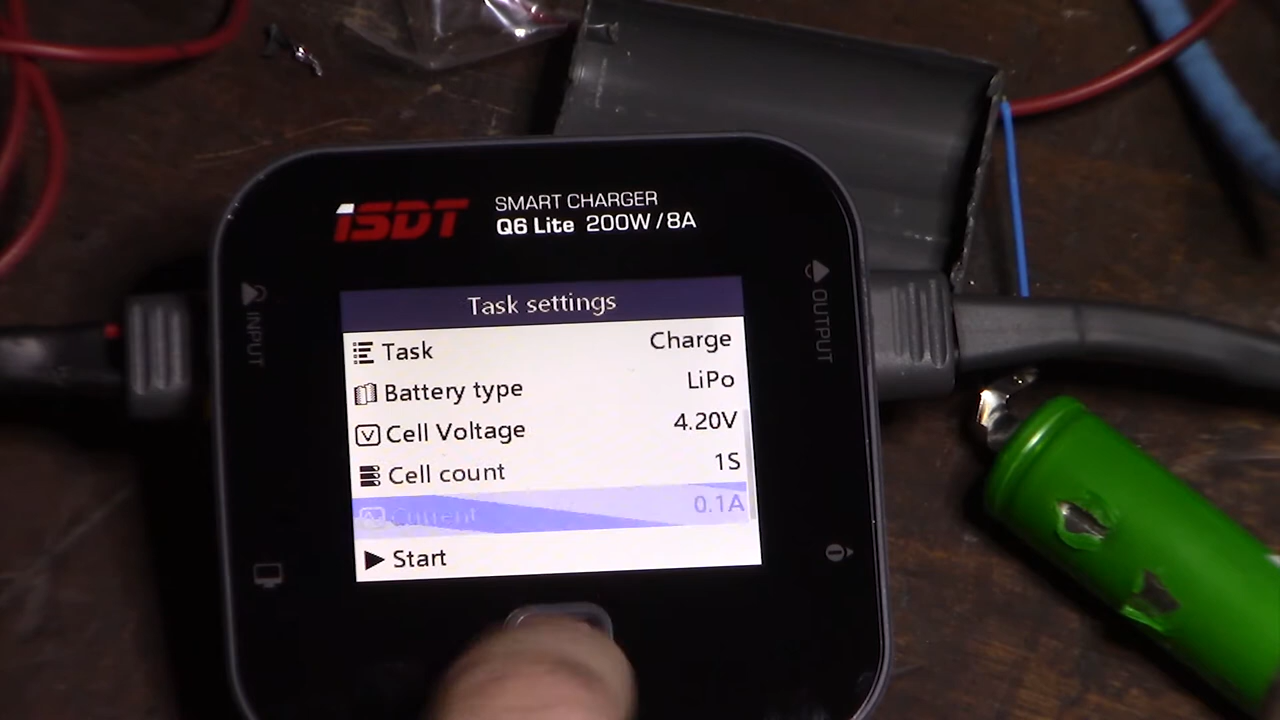 iSDT
SMART CHARGER
Q6 Lite 200W/8A
INPUT
OUTPUT
Task settings
Task Charge
Battery type LiPo
Cell Voltage 4.20V
Cell count 1S
Current 0.1A
Start